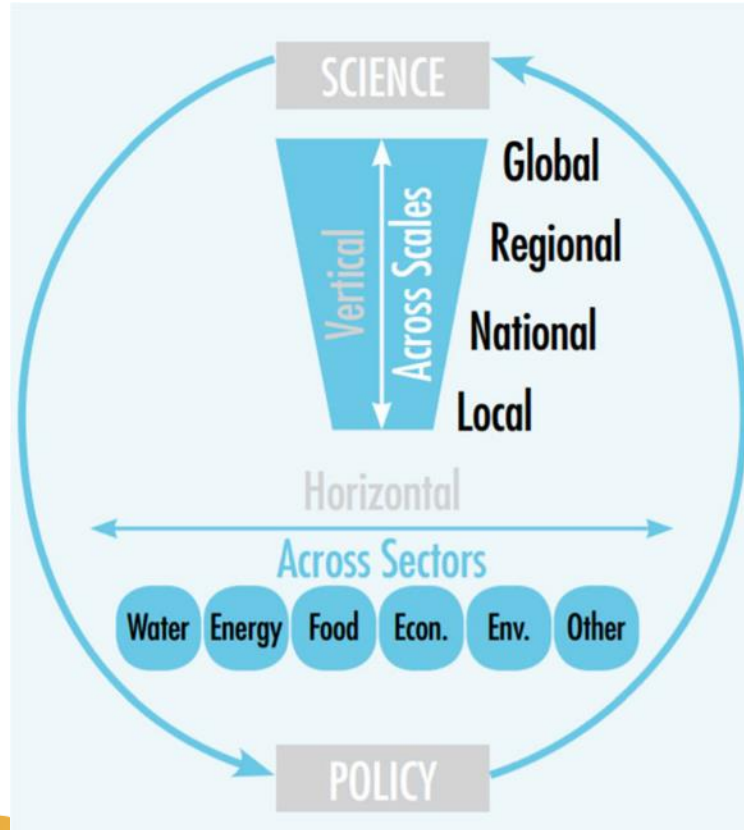 SCIENCE
Global
Regional
National
Local
Vertical
Across Scales
Horizontal
Across Sectors
Water Energy Food Econ. Env. Other
POLICY